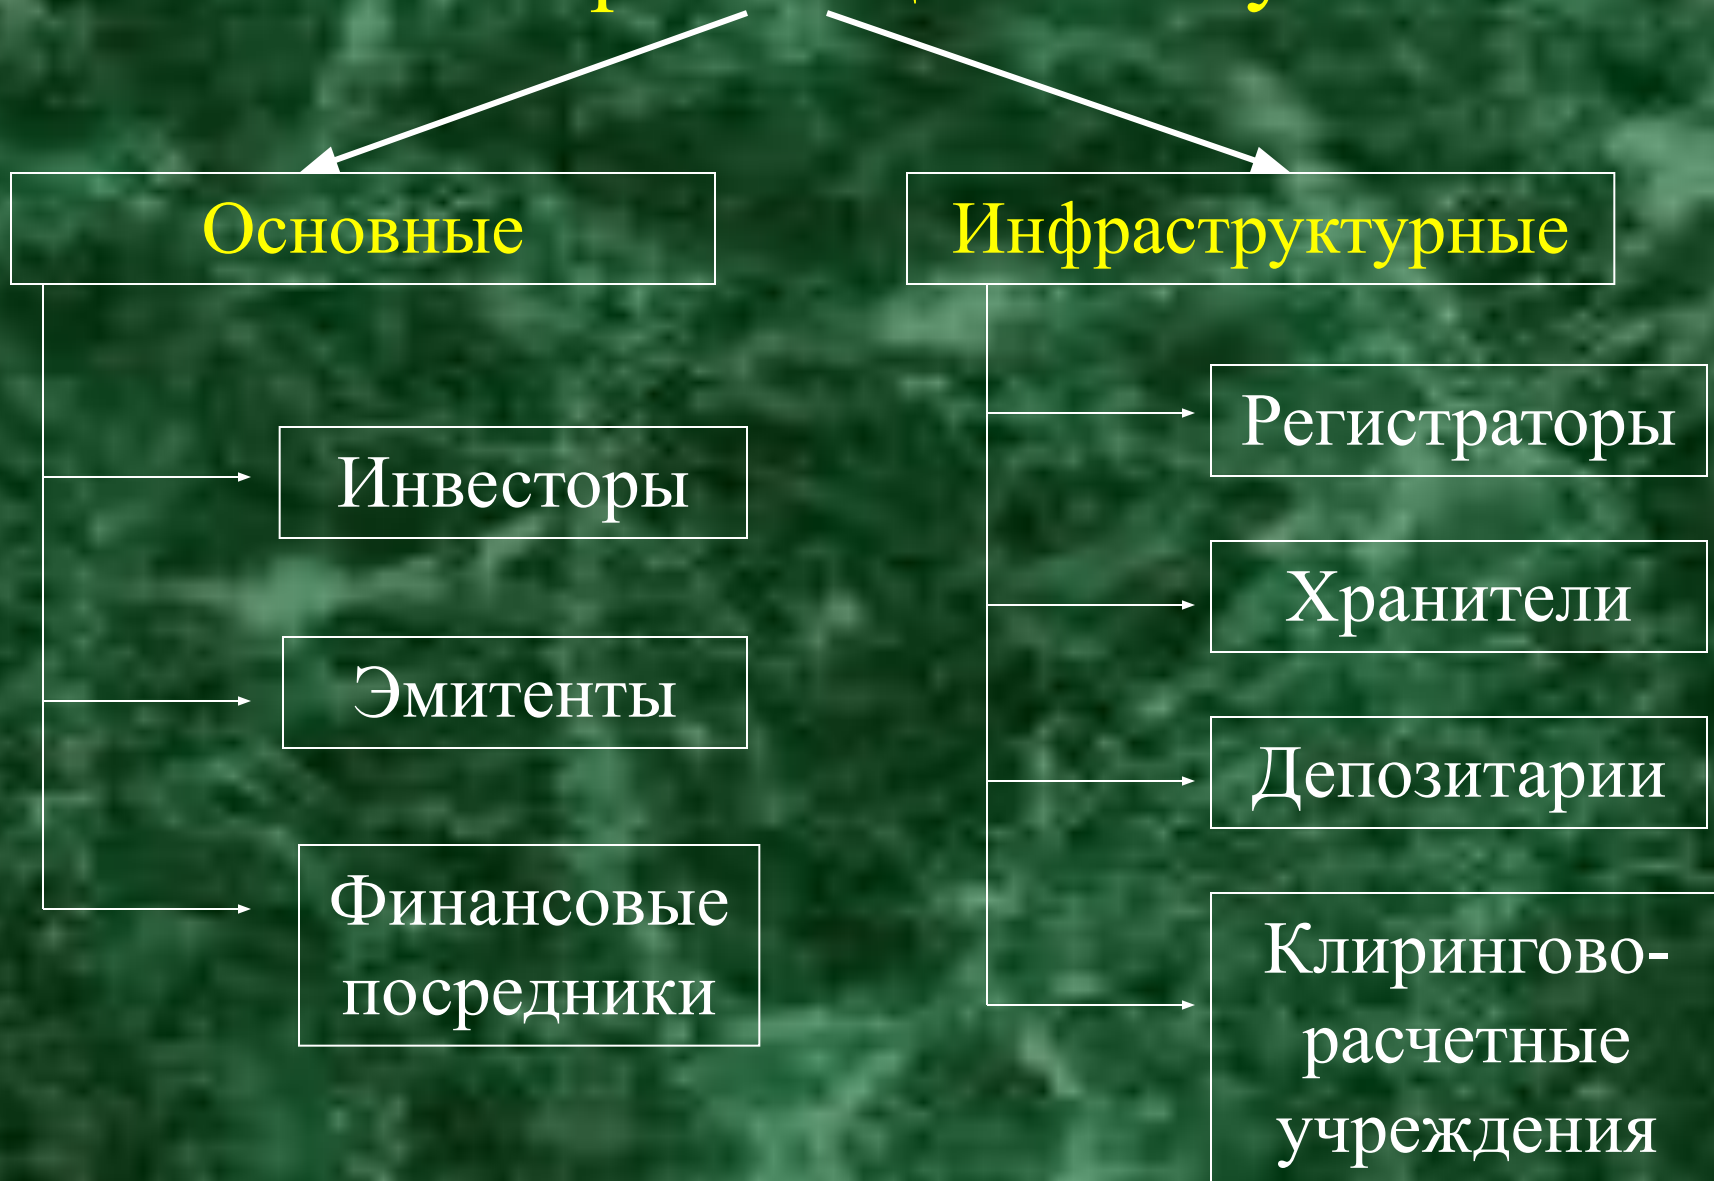 Основные
Инфраструктурные
Инвесторы
Эмитенты
Финансовые
посредники
Регистраторы
Хранители
Депозитарии
Клирингово-
расчетные
учреждения